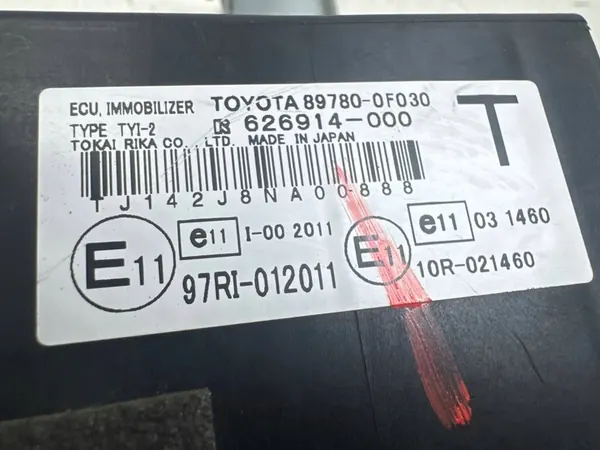 ECU, IMMOBILIZER TOYOTA 89780-0F030
TYPE TYI-2 626914-000
TOKAI RIKA CO., LTD. MADE IN JAPAN
T
TJ142J8NA00888
E11 e11 I-00 2011
97RI-012011
E11 e11 03 1460
10R-021460